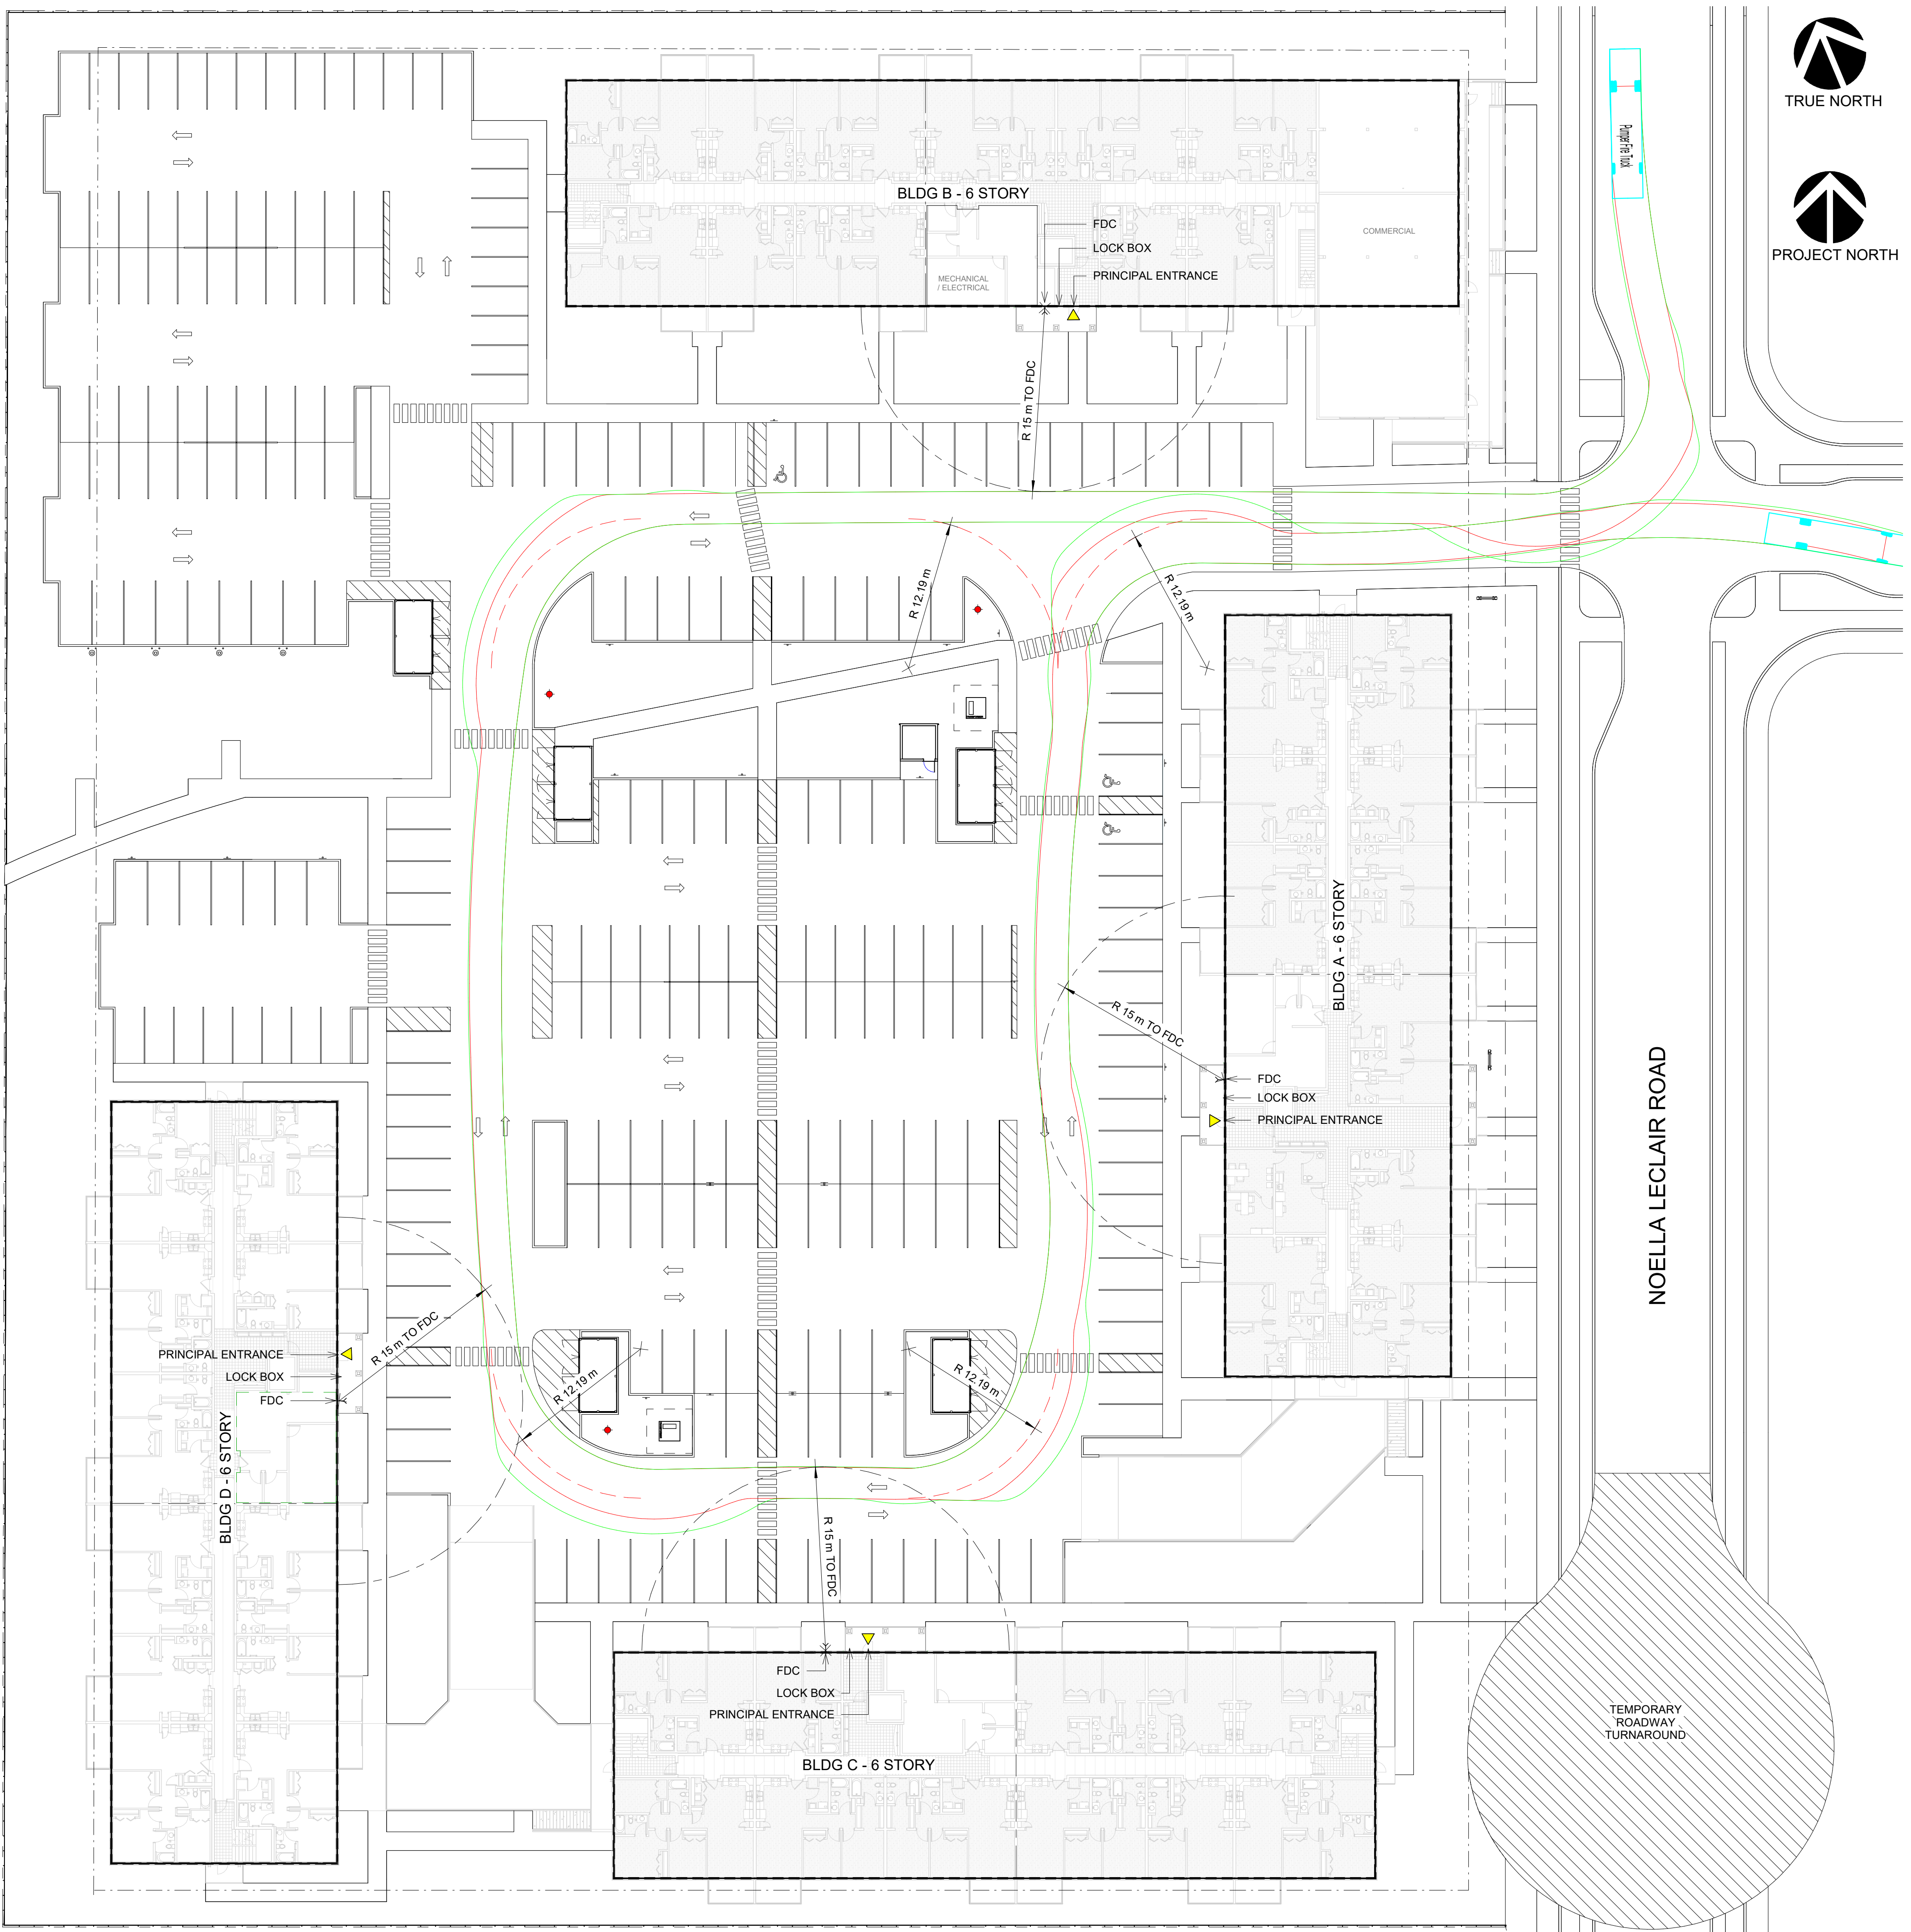 TRUE NORTH
PROJECT NORTH
Pumper Fire Truck
BLDG B - 6 STORY
FDC
LOCK BOX
PRINCIPAL ENTRANCE
COMMERCIAL
MECHANICAL
/ ELECTRICAL
R 15 m TO FDC
R 12.19 m
R 12.19 m
BLDG A - 6 STORY
R 15 m TO FDC
FDC
LOCK BOX
PRINCIPAL ENTRANCE
NOELLA LECLAIR ROAD
R 15 m TO FDC
PRINCIPAL ENTRANCE
LOCK BOX
FDC
BLDG D - 6 STORY
R 12.19 m
R 12.19 m
R 15 m TO FDC
FDC
LOCK BOX
PRINCIPAL ENTRANCE
BLDG C - 6 STORY
TEMPORARY
ROADWAY
TURNAROUND